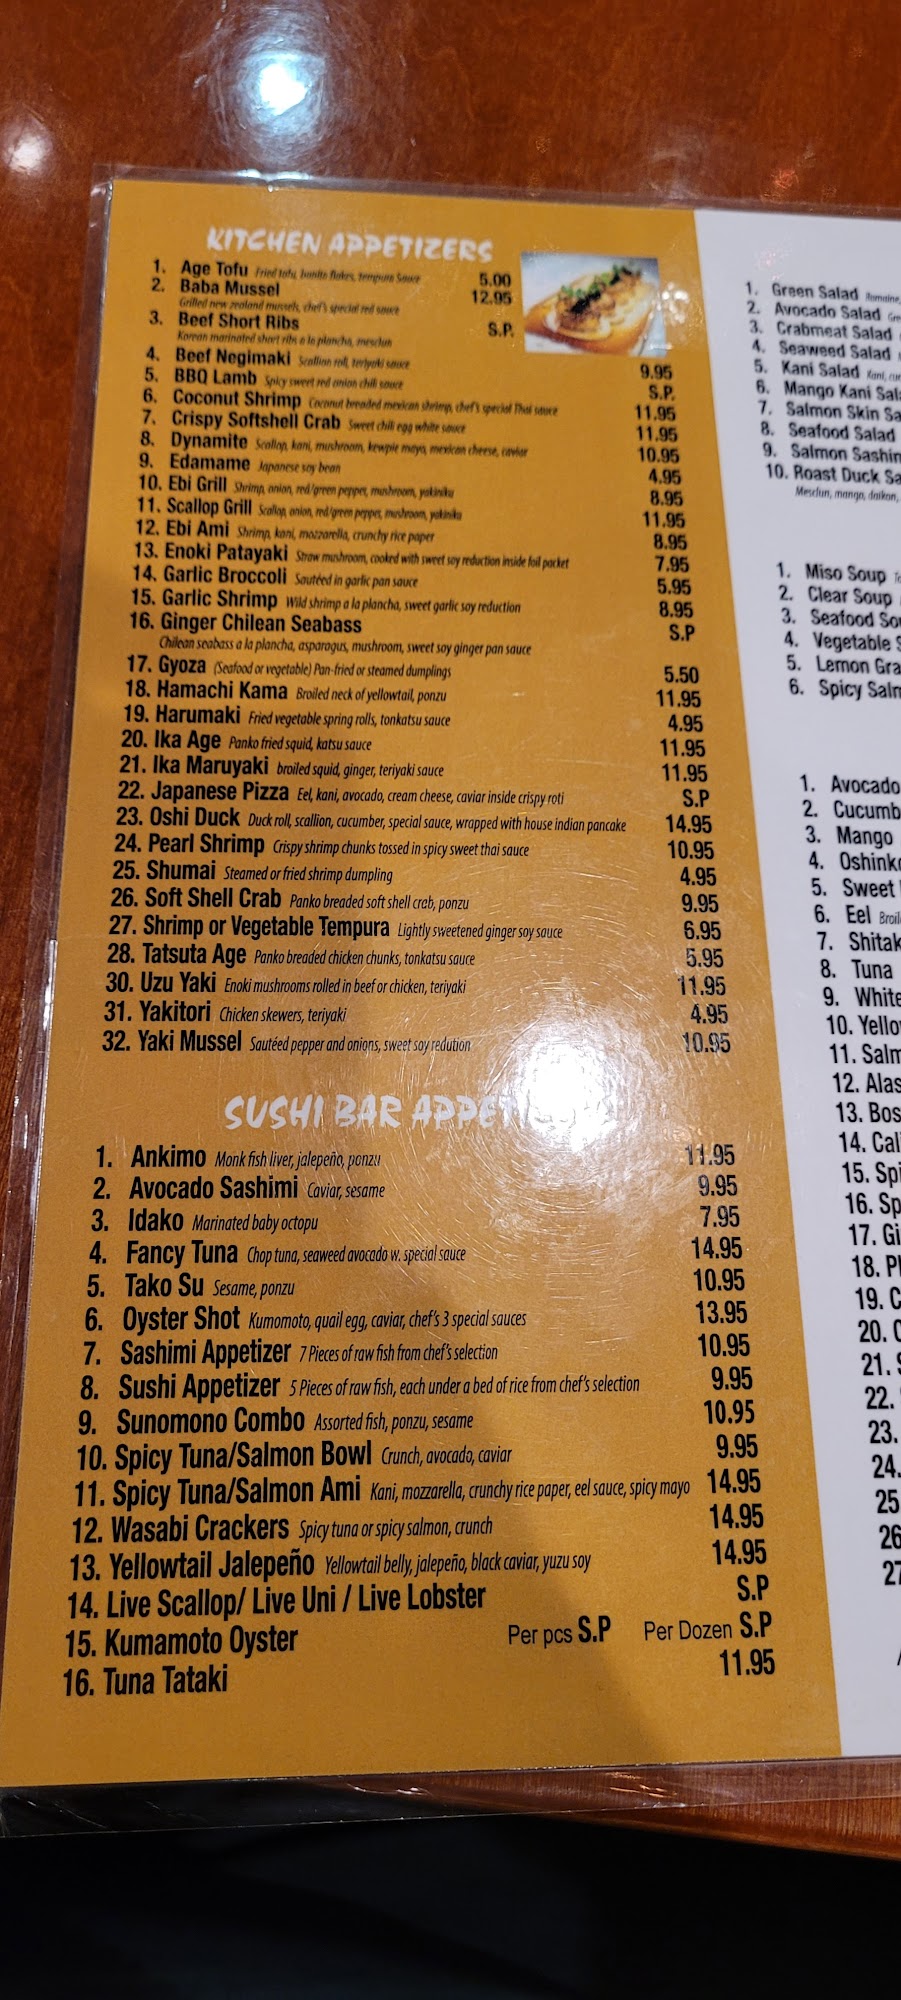 KITCHEN APPETIZERS
1. Age Tofu Fried tofu, bonito flakes, tempura Sauce 5.00
2. Baba Mussel 12.95
Grilled new zealand mussels, chef's special red sauce
3. Beef Short Ribs S.P.
Korean marinated short ribs a la plancha, mesclun
4. Beef Negimaki Scallion roll, teriyaki sauce 9.95
5. BBQ Lamb Spicy sweet red onion chili sauce S.P.
6. Coconut Shrimp Coconut breaded mexican shrimp, chef's special Thai sauce 11.95
7. Crispy Softshell Crab Sweet chili egg white sauce 11.95
8. Dynamite Scallop, kani, mushroom, kewpie mayo, mexican cheese, caviar 10.95
9. Edamame Japanese soy bean 4.95
10. Ebi Grill Shrimp, onion, red/green pepper, mushroom, yakiniku 8.95
11. Scallop Grill Scallop, onion, red/green pepper, mushroom, yakiniku 11.95
12. Ebi Ami Shrimp, kani, mozzarella, crunchy rice paper 8.95
13. Enoki Patayaki Straw mushroom, cooked with sweet soy reduction inside foil packet 7.95
14. Garlic Broccoli Sautéed in garlic pan sauce 5.95
15. Garlic Shrimp Wild shrimp a la plancha, sweet garlic soy reduction 8.95
16. Ginger Chilean Seabass S.P
Chilean seabass a la plancha, asparagus, mushroom, sweet soy ginger pan sauce
17. Gyoza (Seafood or vegetable) Pan-fried or steamed dumplings 5.50
18. Hamachi Kama Broiled neck of yellowtail, ponzu 11.95
19. Harumaki Fried vegetable spring rolls, tonkatsu sauce 4.95
20. Ika Age Panko fried squid, katsu sauce 11.95
21. Ika Maruyaki broiled squid, ginger, teriyaki sauce 11.95
22. Japanese Pizza Eel, kani, avocado, cream cheese, caviar inside crispy roti S.P
23. Oshi Duck Duck roll, scallion, cucumber, special sauce, wrapped with house indian pancake 14.95
24. Pearl Shrimp Crispy shrimp chunks tossed in spicy sweet thai sauce 10.95
25. Shumai Steamed or fried shrimp dumpling 4.95
26. Soft Shell Crab Panko breaded soft shell crab, ponzu 9.95
27. Shrimp or Vegetable Tempura Lightly sweetened ginger soy sauce 6.95
28. Tatsuta Age Panko breaded chicken chunks, tonkatsu sauce 5.95
30. Uzu Yaki Enoki mushrooms rolled in beef or chicken, teriyaki 11.95
31. Yakitori Chicken skewers, teriyaki 4.95
32. Yaki Mussel Sautéed pepper and onions, sweet soy redution 10.95
SUSHI BAR
1. Ankimo Monk fish liver, jalepeño, ponzu 11.95
2. Avocado Sashimi Caviar, sesame 9.95
3. Idako Marinated baby octopu 7.95
4. Fancy Tuna Chop tuna, seaweed avocado w. special sauce 14.95
5. Tako Su Sesame, ponzu 10.95
6. Oyster Shot Kumomoto, quail egg, caviar, chef's 3 special sauces 13.95
7. Sashimi Appetizer 7 Pieces of raw fish from chef's selection 10.95
8. Sushi Appetizer 5 Pieces of raw fish, each under a bed of rice from chef's selection 9.95
9. Sunomono Combo Assorted fish, ponzu, sesame 10.95
10. Spicy Tuna/Salmon Bowl Crunch, avocado, caviar 9.95
11. Spicy Tuna/Salmon Ami Kani, mozzarella, crunchy rice paper, eel sauce, spicy mayo 14.95
12. Wasabi Crackers Spicy tuna or spicy salmon, crunch 14.95
13. Yellowtail Jalepeño Yellowtail belly, jalepeño, black caviar, yuzu soy 14.95
14. Live Scallop/ Live Uni / Live Lobster S.P
15. Kumamoto Oyster Per pcs S.P Per Dozen S.P
16. Tuna Tataki 11.95
1. Green Salad Romaine,
2. Avocado Salad
3. Crabmeat Salad
4. Seaweed Salad
5. Kani Salad Kani,
6. Mango Kani
7. Salmon Skin
8. Seafood Salad
9. Salmon
10. Roast Duck
Mesclun, mango, daikon,
1. Miso Soup
2. Clear Soup
3. Seafood
4. Vegetable
5. Lemon
6. Spicy
1. Avocado
2.
3. Mango
4.
5. Sweet
6. Eel
7.
8. Tuna
9.
10.
11.
12.
13.
14.
15.
16.
17.
18.
19.
20.
21.
22.
23.
24.
25
26
27